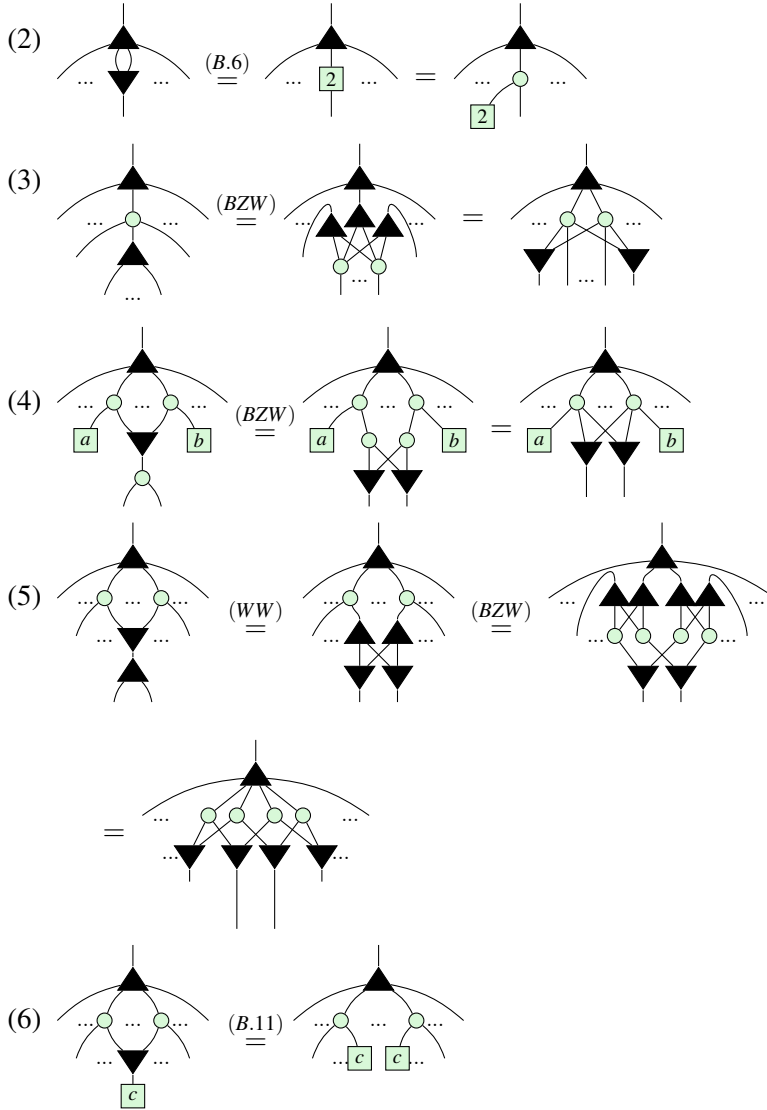 (2) ... ... (B.6) = ... 2 ... = ... ... 2
(3) ... ... ... (BZW) = ... ... ... = ... ... ...
(4) ... ... ... a b (BZW) = ... ... ... a b = ... ... ... a b
(5) ... ... ... ... ... (WW) = ... ... ... ... ... (BZW) = ... ... ... ... ...
= ... ... ... ...
(6) ... ... ... ... ... c (B.11) = ... ... ... ... c c ...